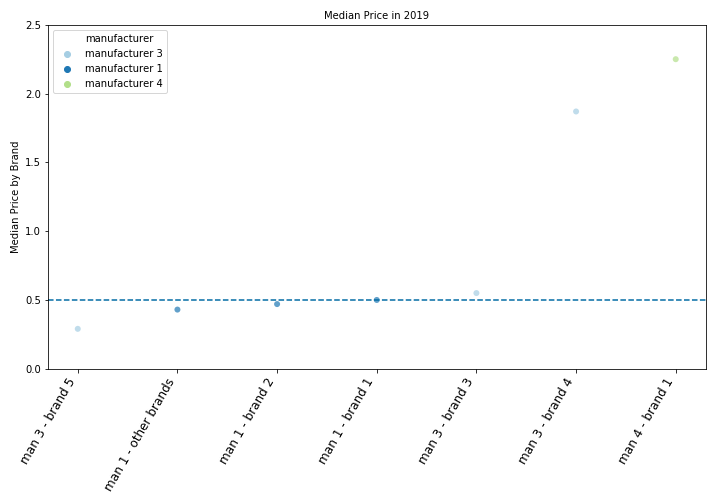 Median Price in 2019
manufacturer
manufacturer 3
manufacturer 1
manufacturer 4
Median Price by Brand
2.5
2.0
1.5
1.0
0.5
0.0
man 3 - brand 5
man 1 - other brands
man 1 - brand 2
man 1 - brand 1
man 3 - brand 3
man 3 - brand 4
man 4 - brand 1